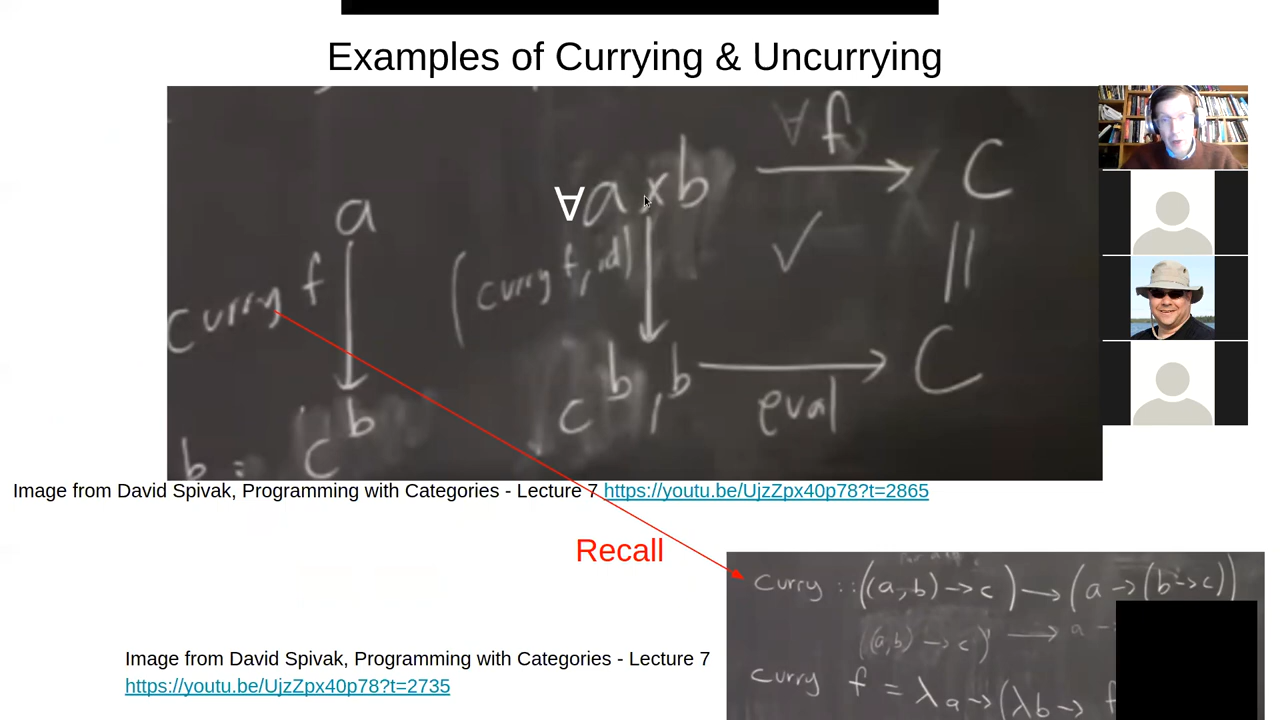 Examples of Currying & Uncurrying
∀ f
∀a x b
C
a
Curry f
(curry f, id)
✓
||
c^b, b
eval
C
c^b
b =
Image from David Spivak, Programming with Categories - Lecture 7 https://youtu.be/UjzZpx40p78?t=2865
Recall
curry :: ((a, b) -> c) -> (a -> (b -> c))
((a, b) -> c) -> a -
curry f = λa -> (λb -> f
Image from David Spivak, Programming with Categories - Lecture 7
https://youtu.be/UjzZpx40p78?t=2735